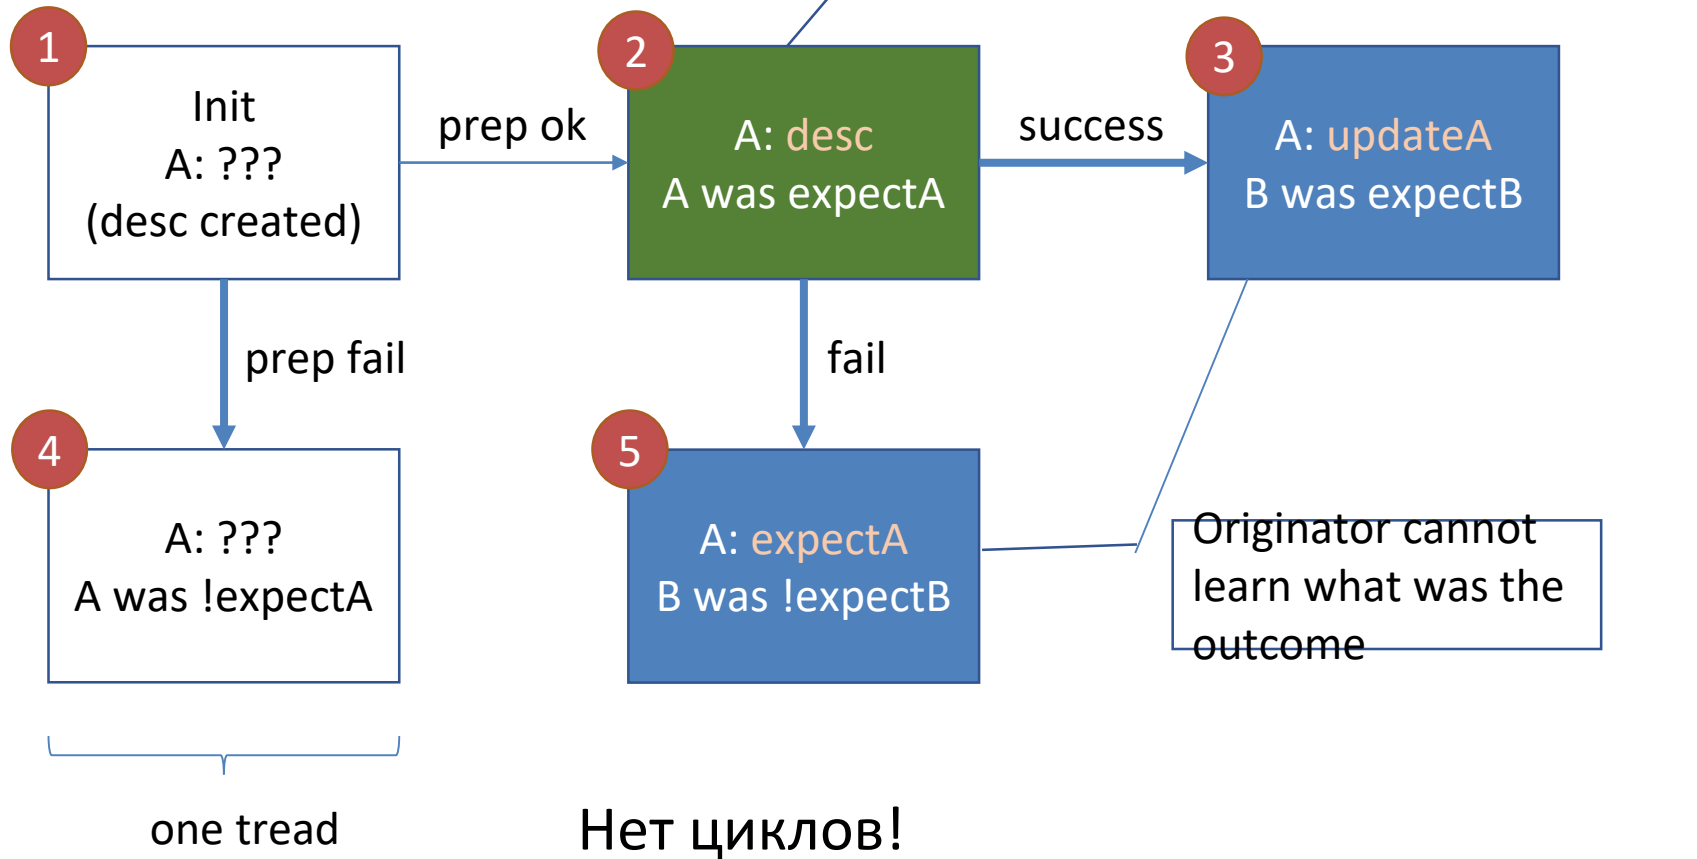 1
Init
A: ???
(desc created)
prep ok
2
A: desc
A was expectA
success
3
A: updateA
B was expectB
prep fail
fail
4
A: ???
A was !expectA
5
A: expectA
B was !expectB
Originator cannot
learn what was the
outcome
one tread
Нет циклов!